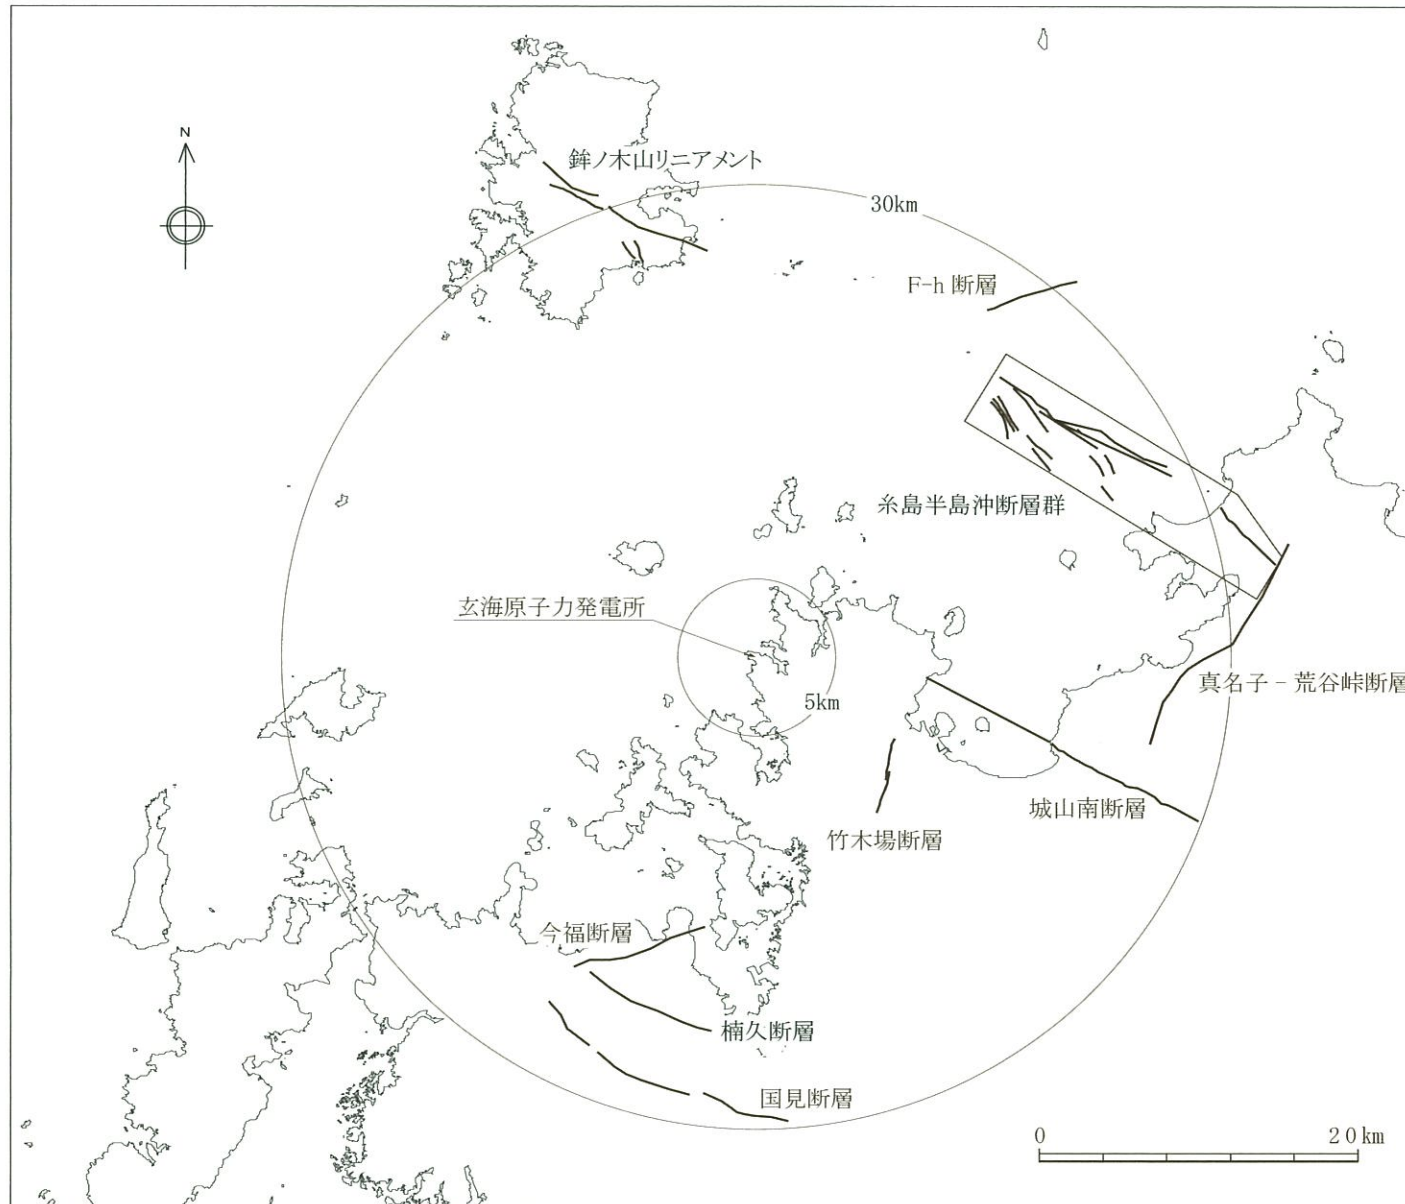 N
鉾ノ木山リニアメント
30km
F-h 断層
糸島半島沖断層群
玄海原子力発電所
5km
真名子－荒谷峠断層
城山南断層
竹木場断層
今福断層
楠久断層
国見断層
0
20km